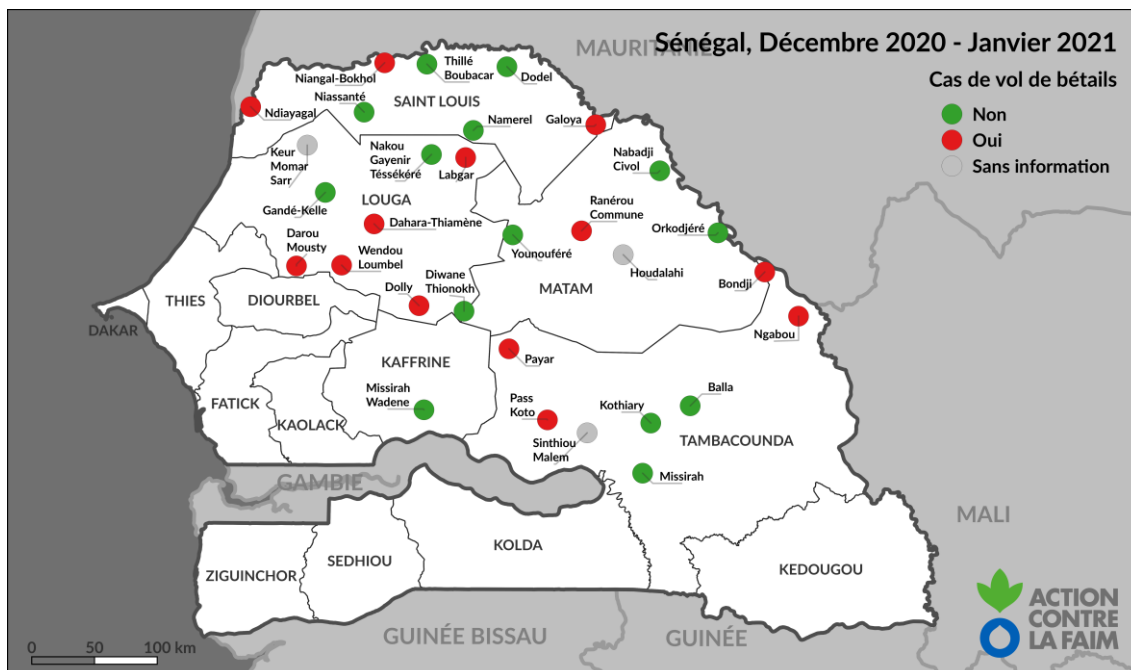 MAURITANIE
Sénégal, Décembre 2020 - Janvier 2021
Cas de vol de bétails
Non
Oui
Sans information
Niangal-Bokhol
Thillé
Boubacar
Dodel
Niassanté
SAINT LOUIS
Ndiayagal
Namerel
Galoya
Keur
Momar
Sarr
Nakou
Gayenir
Téssékéré
Labgar
Nabadji
Civol
Gandé-Kelle
LOUGA
Ranérou
Commune
Dahara-Thiamène
Orkodjéré
Darou
Mousty
Wendou
Loumbel
Younouféré
Houdalahi
Diwane
Thionokh
Dolly
MATAM
Bondji
THIES
DIOURBEL
DAKAR
Ngabou
KAFFRINE
Payar
Missirah
Wadene
Pass
Koto
Kothiary
Balla
FATICK
KAOLACK
Sinthiou
Malem
TAMBACOUNDA
Missirah
GAMBIE
MALI
KOLDA
SEDHIOU
ZIGUINCHOR
KEDOUGOU
GUINÉE BISSAU
GUINÉE
0 50 100 km
ACTION
CONTRE
LA FAIM